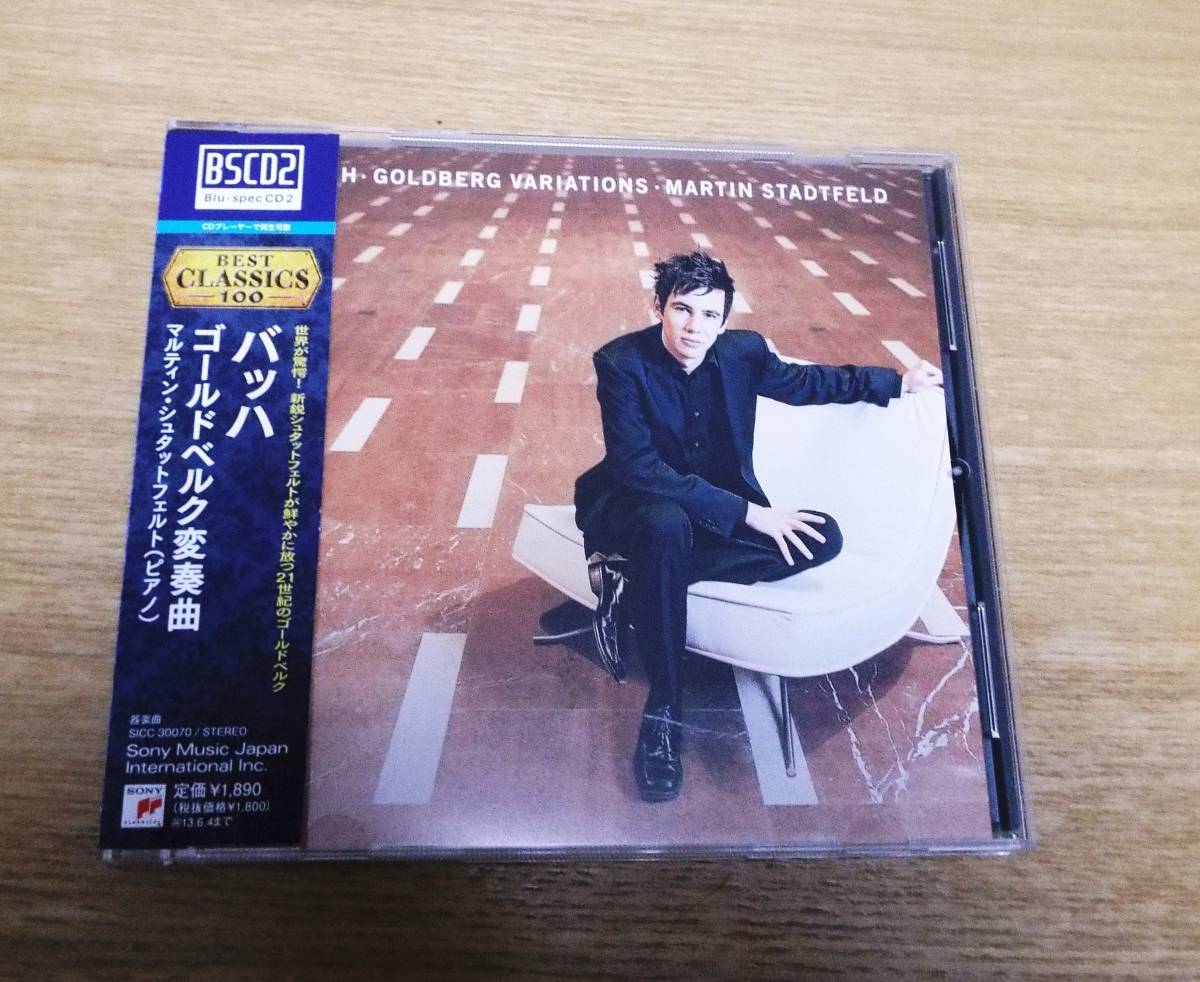 BSCD2
Blu-spec CD2
CDプレーヤーで再生可能
BEST
CLASSICS
100
世界が驚愕！ 新鋭シュタットフェルトが鮮やかに放つ21世紀のゴールドベルク
バッハ
ゴールドベルク変奏曲
マルティン・シュタットフェルト(ピアノ)
器楽曲
SICC 30070 / STEREO
Sony Music Japan
International Inc.
SONY
CLASSICAL
定価¥1,890
(税抜価格¥1,800)
13.6.4まで
H・GOLDBERG VARIATIONS・MARTIN STADTFELD